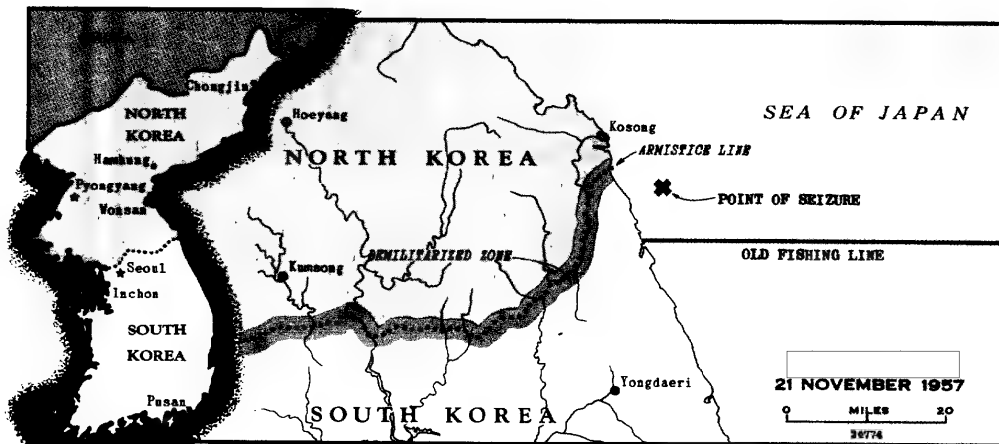 Chongjin
NORTH
KOREA
Hamhung
Pyongyang
Wonsan
Seoul
Inchon
SOUTH
KOREA
Pusan
Hoeyang
NORTH KOREA
Kosong
SEA OF JAPAN
ARMISTICE LINE
POINT OF SEIZURE
OLD FISHING LINE
DEMILITARIZED ZONE
Kumsong
Yongdaeri
SOUTH KOREA
21 NOVEMBER 1957
0 MILES 20
26774